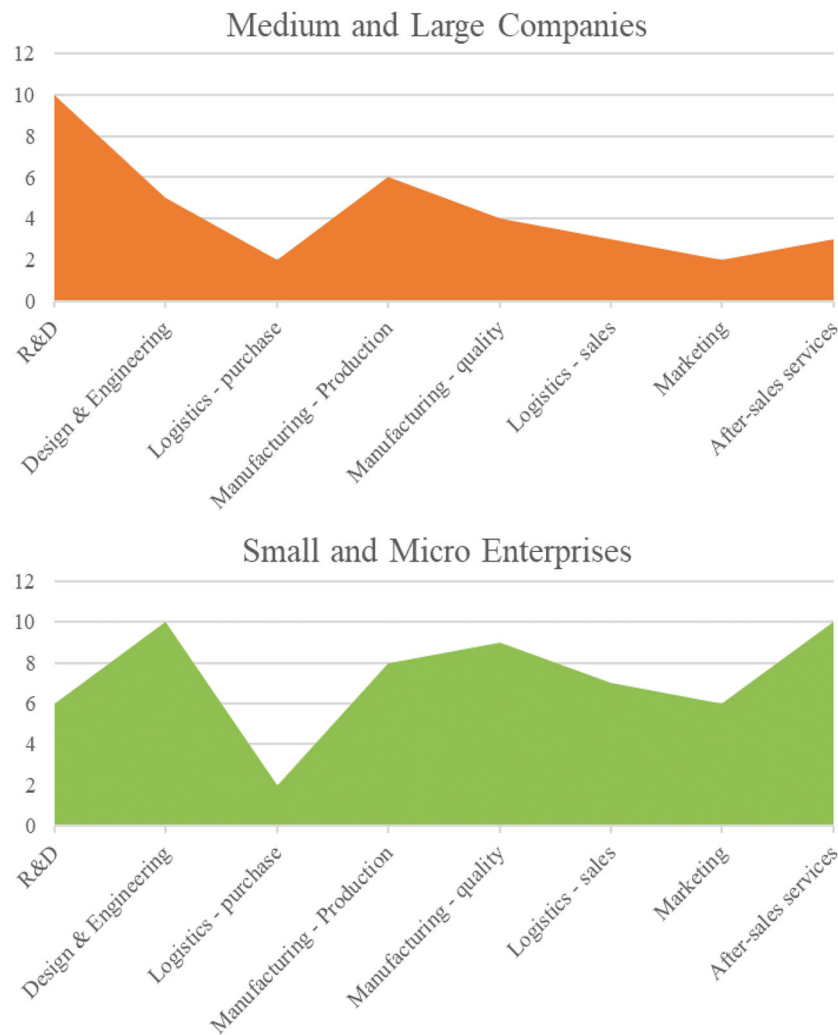 Medium and Large Companies
12
10
8
6
4
2
0
R&D
Design & Engineering
Logistics - purchase
Manufacturing - Production
Manufacturing - quality
Logistics - sales
Marketing
After-sales services
Small and Micro Enterprises
12
10
8
6
4
2
0
R&D
Design & Engineering
Logistics - purchase
Manufacturing - Production
Manufacturing - quality
Logistics - sales
Marketing
After-sales services